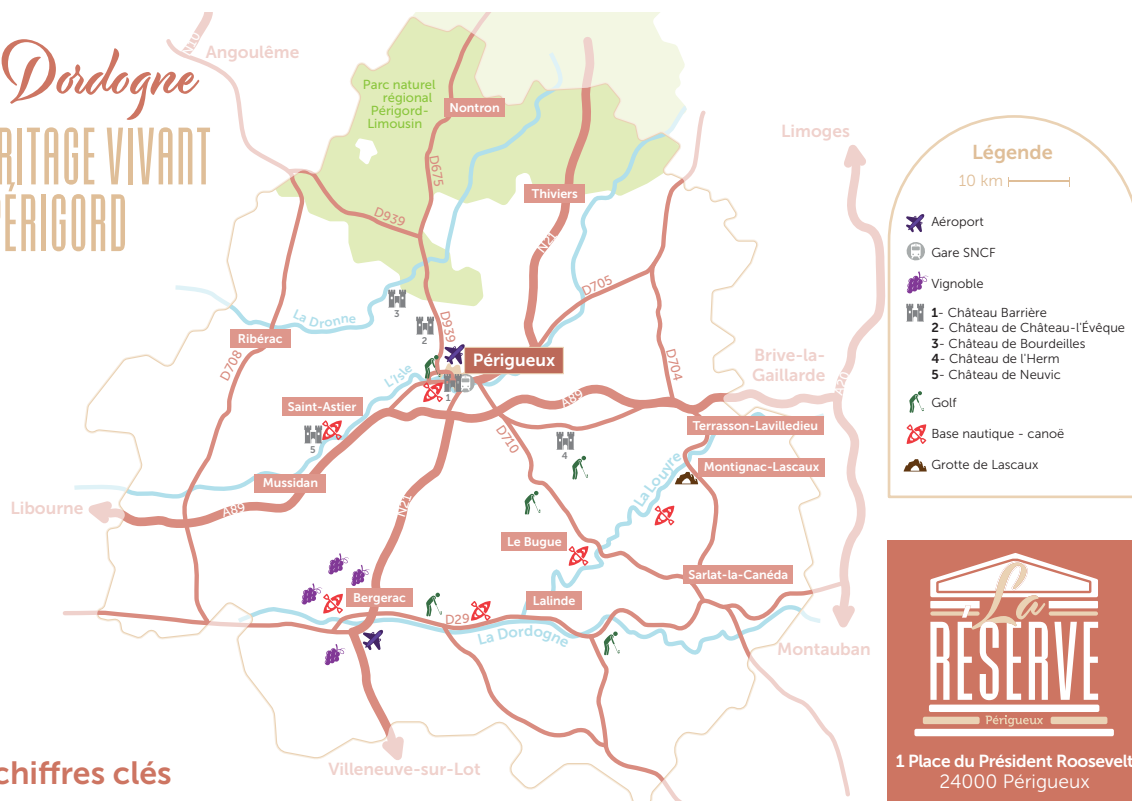 Dordogne
RITAGE VIVANT
PÉRIGORD
N10
Angoulême
Parc naturel
régional
Périgord-
Limousin
Nontron
D675
Thiviers
Limoges
D939
N21
D705
La Dronne
3
2
D939
Ribérac
D708
Périgueux
L'Isle
1
D704
Brive-la-
Gaillarde
A20
Saint-Astier
A89
5
D710
4
Terrasson-Lavilledieu
Montignac-Lascaux
Mussidan
La Louyre
Libourne
A89
N21
Le Bugue
Sarlat-la-Canéda
Bergerac
Lalinde
D29
La Dordogne
Montauban
Villeneuve-sur-Lot
chiffres clés
Légende
10 km
Aéroport
Gare SNCF
Vignoble
1- Château Barrière
2- Château de Château-l'Évêque
3- Château de Bourdeilles
4- Château de l'Herm
5- Château de Neuvic
Golf
Base nautique - canoë
Grotte de Lascaux
La
RÉSERVE
Périgueux
1 Place du Président Roosevelt
24000 Périgueux